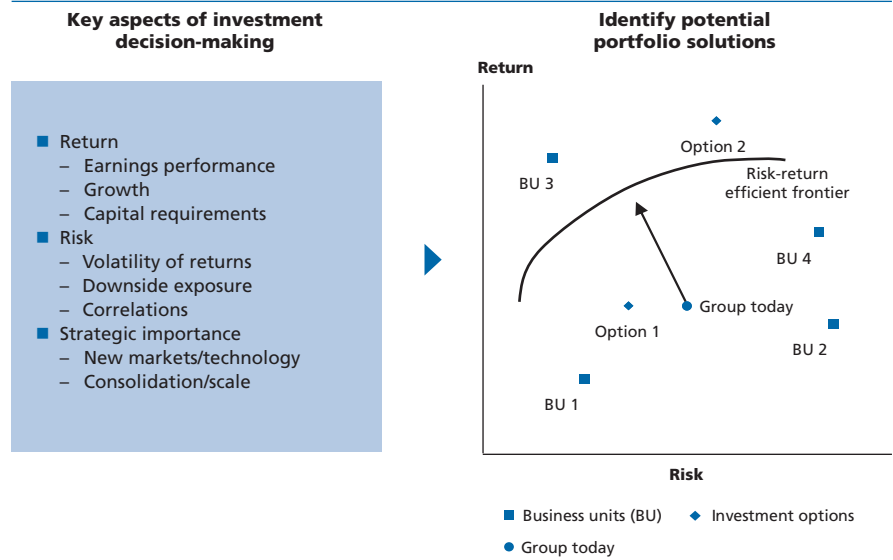 Key aspects of investment
decision-making
■ Return
– Earnings performance
– Growth
– Capital requirements
■ Risk
– Volatility of returns
– Downside exposure
– Correlations
■ Strategic importance
– New markets/technology
– Consolidation/scale
Identify potential
portfolio solutions
Return
Option 2
BU 3
Risk-return
efficient frontier
BU 4
Group today
Option 1
BU 2
BU 1
Risk
Business units (BU)
Investment options
Group today